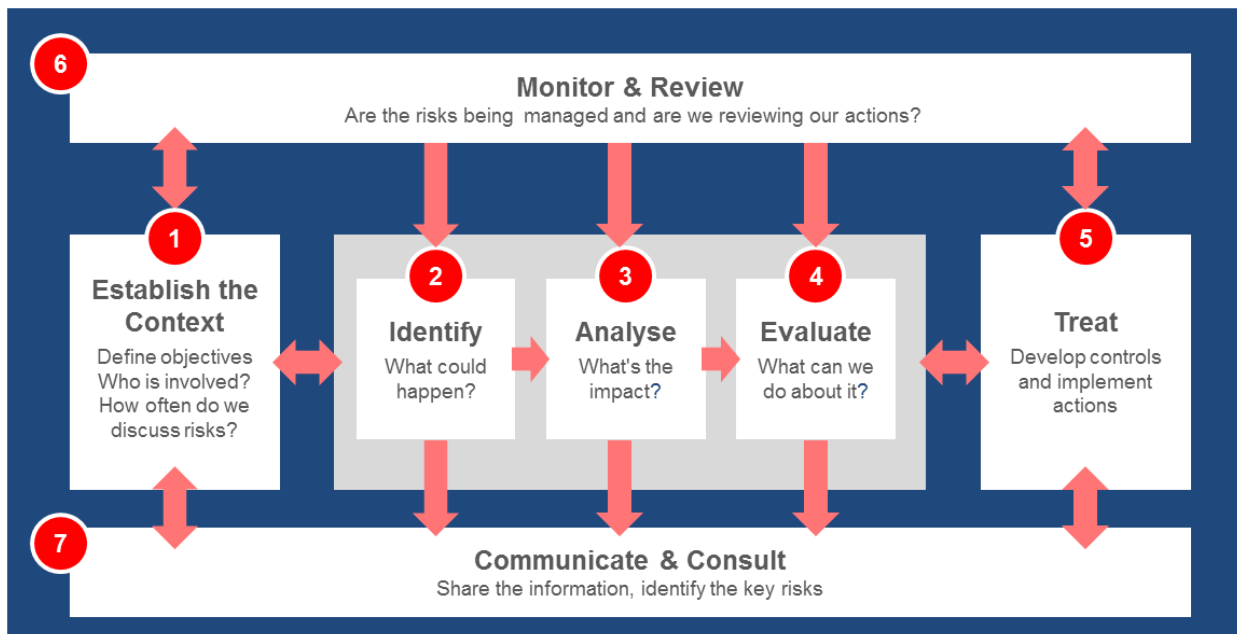 6
Monitor & Review
Are the risks being managed and are we reviewing our actions?
1
Establish the
Context
Define objectives
Who is involved?
How often do we
discuss risks?
2
Identify
What could
happen?
3
Analyse
What's the
impact?
4
Evaluate
What can we
do about it?
5
Treat
Develop controls
and implement
actions
7
Communicate & Consult
Share the information, identify the key risks